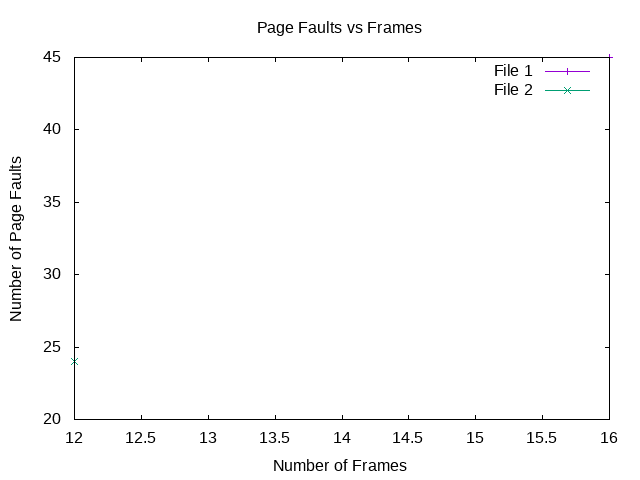 Page Faults vs Frames
File 1
File 2
Number of Page Faults
45
40
35
30
25
20
12 12.5 13 13.5 14 14.5 15 15.5 16
Number of Frames